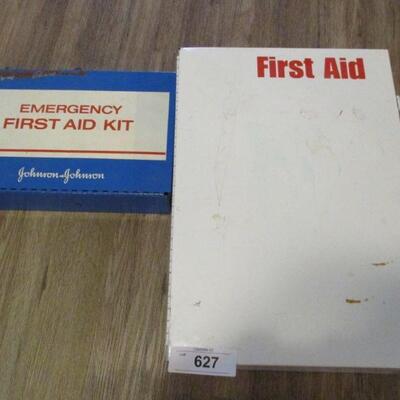 EMERGENCY
FIRST AID KIT
Johnson & Johnson
First Aid
627